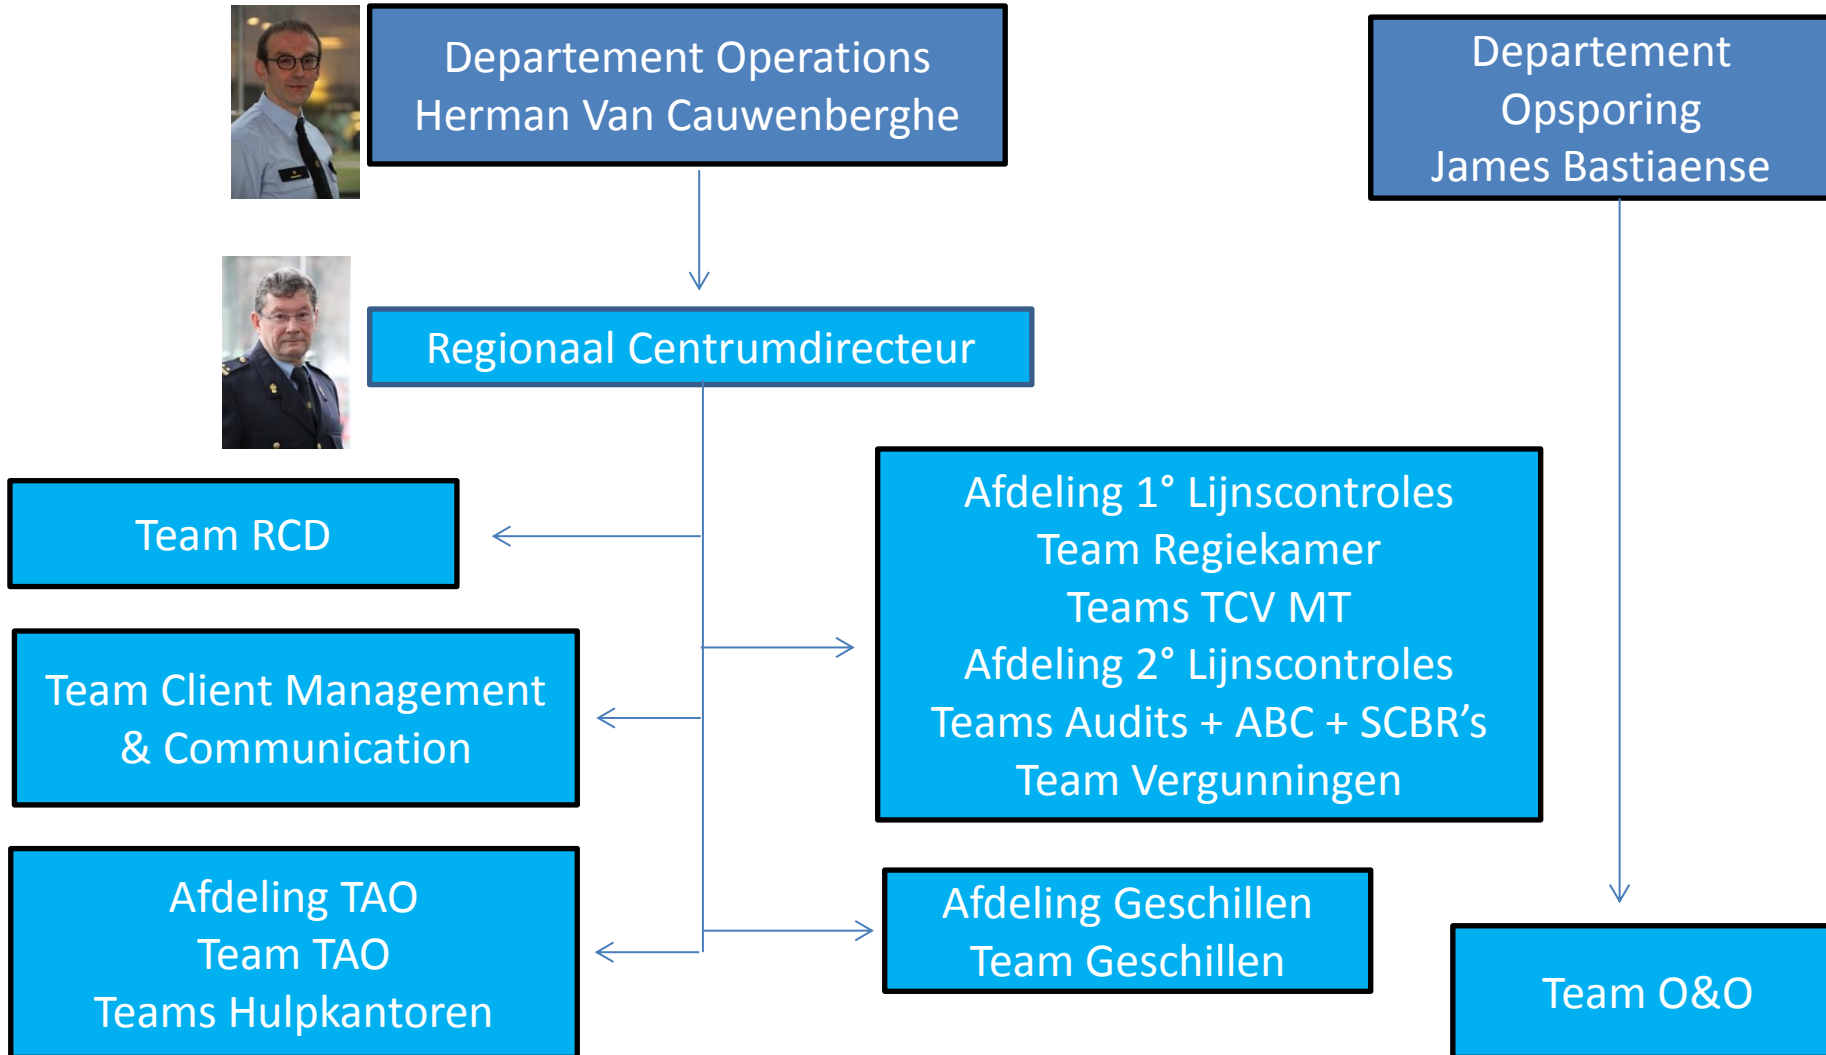 Departement Operations
Herman Van Cauwenberghe
Departement
Opsporing
James Bastiaense
Regionaal Centrumdirecteur
Team RCD
Afdeling 1° Lijnscontroles
Team Regiekamer
Teams TCV MT
Afdeling 2° Lijnscontroles
Teams Audits + ABC + SCBR’s
Team Vergunningen
Team Client Management
& Communication
Afdeling TAO
Team TAO
Teams Hulpkantoren
Afdeling Geschillen
Team Geschillen
Team O&O